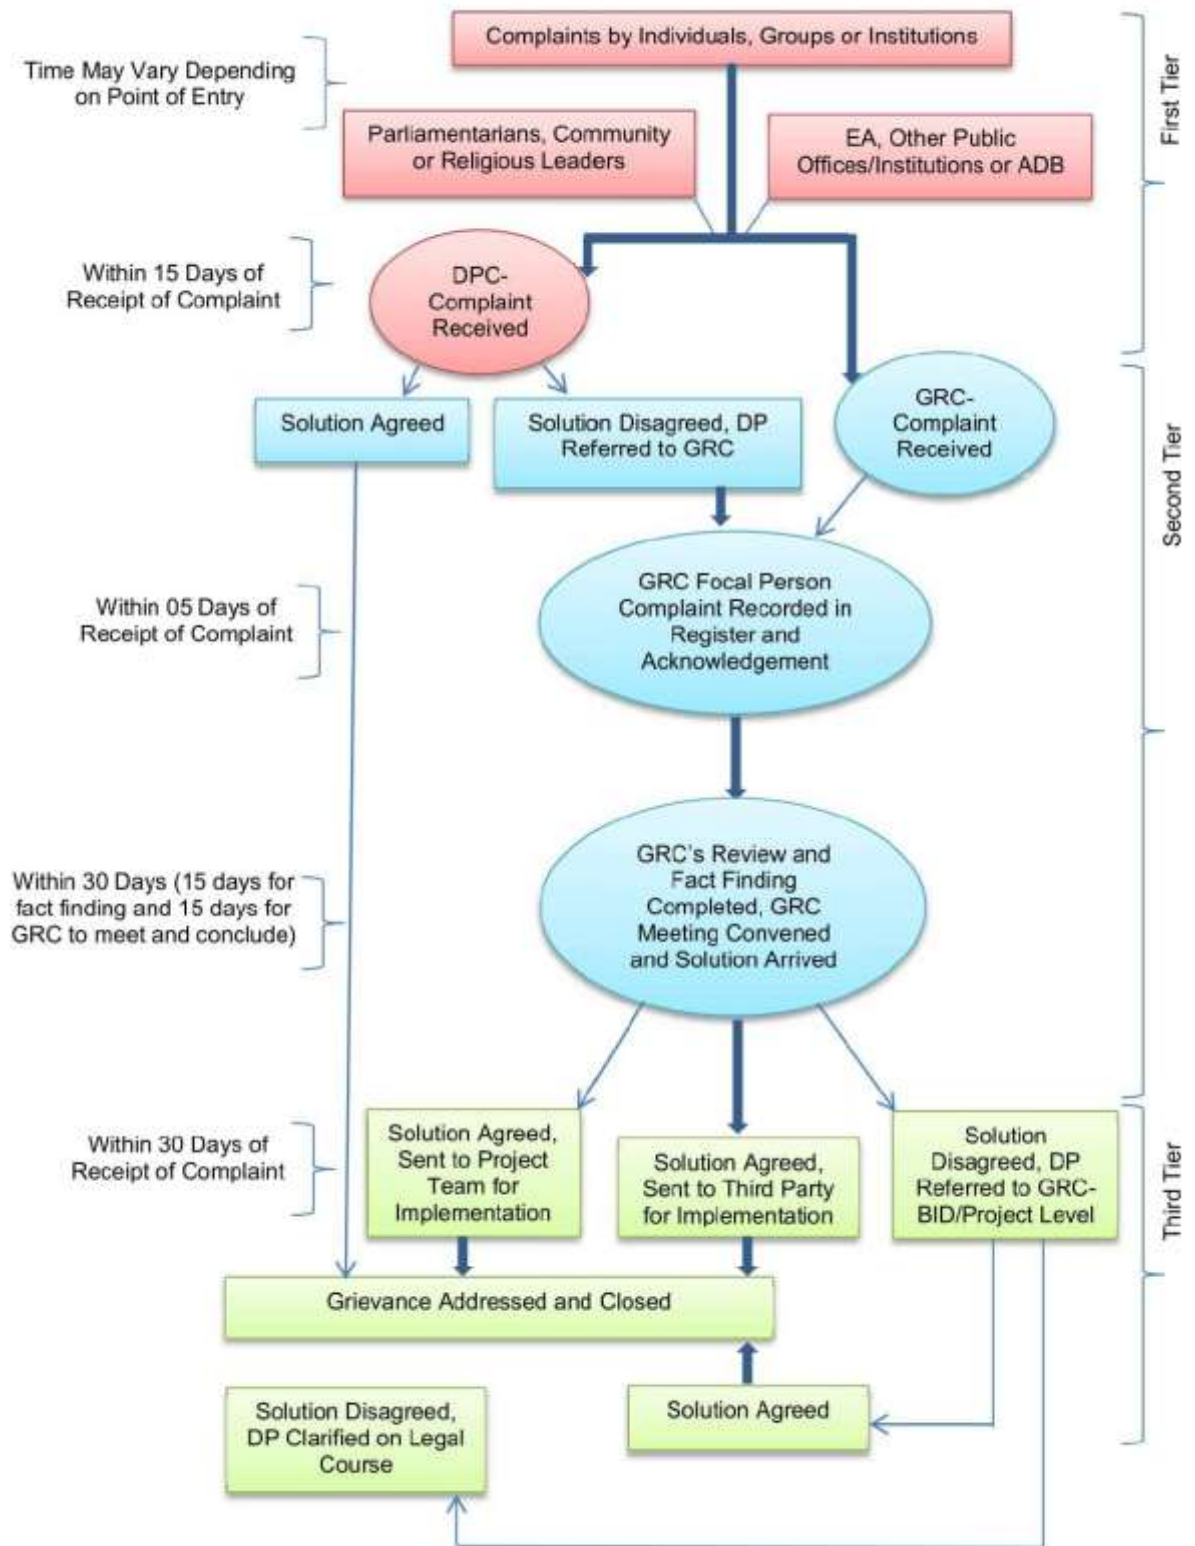 Complaints by Individuals, Groups or Institutions
Time May Vary Depending
on Point of Entry
First Tier
Parliamentarians, Community
or Religious Leaders
EA, Other Public
Offices/Institutions or ADB
Within 15 Days of
Receipt of Complaint
DPC-
Complaint
Received
GRC-
Complaint
Received
Solution Agreed
Solution Disagreed, DP
Referred to GRC
Second Tier
Within 05 Days of
Receipt of Complaint
GRC Focal Person
Complaint Recorded in
Register and
Acknowledgement
Within 30 Days (15 days for
fact finding and 15 days for
GRC to meet and conclude)
GRC's Review and
Fact Finding
Completed, GRC
Meeting Convened
and Solution Arrived
Within 30 Days of
Receipt of Complaint
Solution Agreed,
Sent to Project
Team for
Implementation
Solution Agreed,
Sent to Third Party
for Implementation
Solution
Disagreed, DP
Referred to GRC-
BID/Project Level
Third Tier
Grievance Addressed and Closed
Solution Disagreed,
DP Clarified on Legal
Course
Solution Agreed